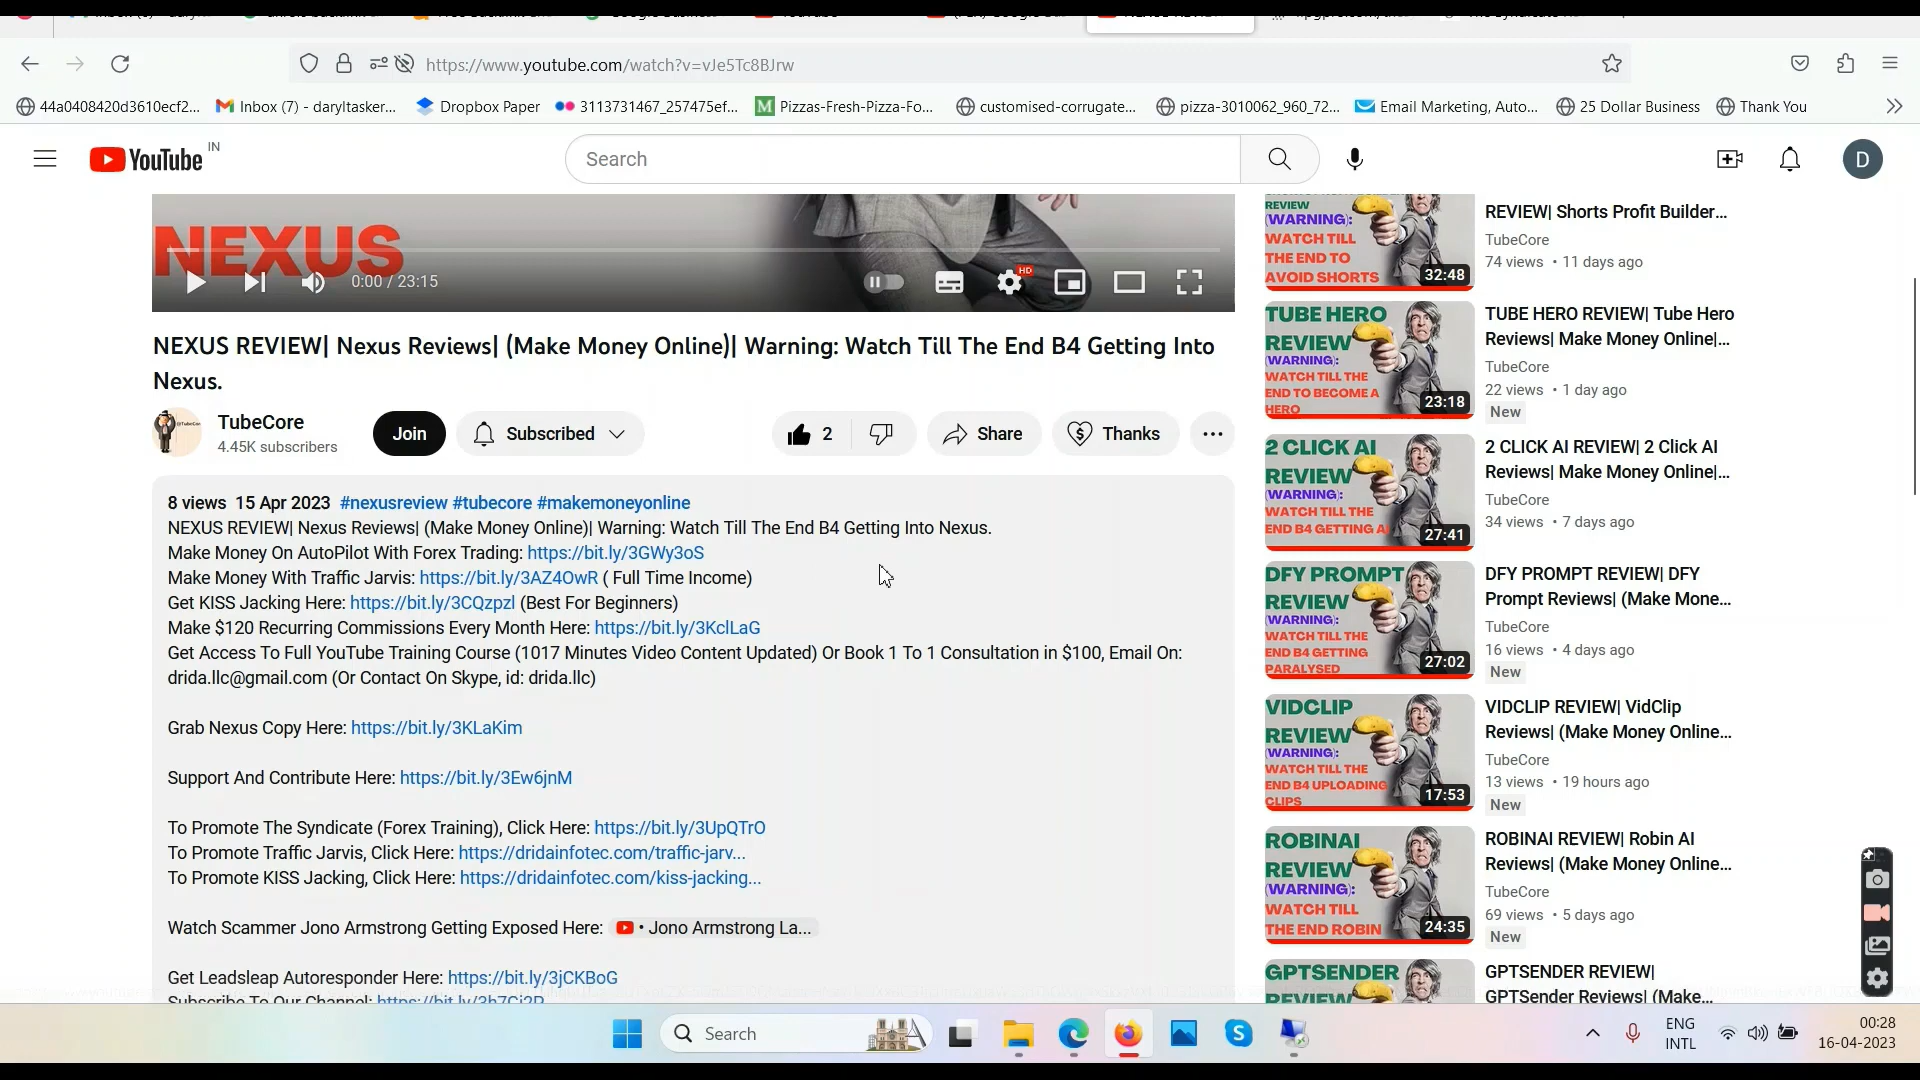 https://www.youtube.com/watch?v=vJe5Tc8BJrw
44a0408420d3610ecf2...
Inbox (7) - daryltasker...
Dropbox Paper
3113731467_257475ef...
Pizzas-Fresh-Pizza-Fo...
customised-corrugate...
pizza-3010062_960_72...
Email Marketing, Auto...
25 Dollar Business
Thank You
YouTube IN
Search
D
NEXUS
0:00 / 23:15
HD
NEXUS REVIEW| Nexus Reviews| (Make Money Online)| Warning: Watch Till The End B4 Getting Into
Nexus.
TubeCore
4.45K subscribers
Join
Subscribed
2
Share
Thanks
8 views 15 Apr 2023 #nexusreview #tubecore #makemoneyonline
NEXUS REVIEW| Nexus Reviews| (Make Money Online)| Warning: Watch Till The End B4 Getting Into Nexus.
Make Money On AutoPilot With Forex Trading: https://bit.ly/3GWy3oS
Make Money With Traffic Jarvis: https://bit.ly/3AZ4OwR ( Full Time Income)
Get KISS Jacking Here: https://bit.ly/3CQzpzl (Best For Beginners)
Make $120 Recurring Commissions Every Month Here: https://bit.ly/3KclLaG
Get Access To Full YouTube Training Course (1017 Minutes Video Content Updated) Or Book 1 To 1 Consultation in $100, Email On:
drida.llc@gmail.com (Or Contact On Skype, id: drida.llc)
Grab Nexus Copy Here: https://bit.ly/3KLaKim
Support And Contribute Here: https://bit.ly/3Ew6jnM
To Promote The Syndicate (Forex Training), Click Here: https://bit.ly/3UpQTrO
To Promote Traffic Jarvis, Click Here: https://dridainfotec.com/traffic-jarv...
To Promote KISS Jacking, Click Here: https://dridainfotec.com/kiss-jacking...
Watch Scammer Jono Armstrong Getting Exposed Here: • Jono Armstrong La...
Get Leadsleap Autoresponder Here: https://bit.ly/3jCKBoG
Subscribe To Our Channel: https://bit.ly/3b7Gj2P
REVIEW
(WARNING):
WATCH TILL
THE END TO
AVOID SHORTS
32:48
REVIEW| Shorts Profit Builder...
TubeCore
74 views • 11 days ago
TUBE HERO
REVIEW
(WARNING):
WATCH TILL THE
END TO BECOME A
HERO
23:18
TUBE HERO REVIEW| Tube Hero
Reviews| Make Money Online|...
TubeCore
22 views • 1 day ago
New
2 CLICK AI
REVIEW
(WARNING):
WATCH TILL THE
END B4 GETTING AI
27:41
2 CLICK AI REVIEW| 2 Click AI
Reviews| Make Money Online|...
TubeCore
34 views • 7 days ago
DFY PROMPT
REVIEW
(WARNING):
WATCH TILL THE
END B4 GETTING
PARALYSED
27:02
DFY PROMPT REVIEW| DFY
Prompt Reviews| (Make Mone...
TubeCore
16 views • 4 days ago
New
VIDCLIP
REVIEW
(WARNING):
WATCH TILL THE
END B4 UPLOADING
CLIPS
17:53
VIDCLIP REVIEW| VidClip
Reviews| (Make Money Online...
TubeCore
13 views • 19 hours ago
New
ROBINAI
REVIEW
(WARNING):
WATCH TILL
THE END ROBIN
24:35
ROBINAI REVIEW| Robin AI
Reviews| (Make Money Online...
TubeCore
69 views • 5 days ago
New
GPTSENDER
REVIEW
GPTSENDER REVIEW|
GPTSender Reviews| (Make...
Search
ENG
INTL
00:28
16-04-2023